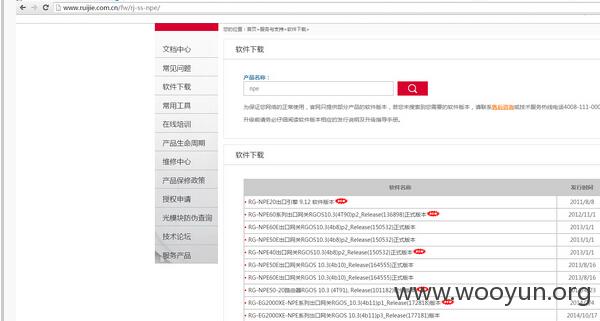 www.ruijie.com.cn/fw/rj-ss-npe/
您的位置：首页>服务与支持>软件下载>
文档中心
常见问题
软件下载
常用工具
在线培训
产品生命周期
维修中心
产品保修政策
授权申请
光模块防伪查询
技术论坛
服务产品
软件下载
产品名称：
npe
为保证您网络的正常使用，官网只提供部分产品的软件版本，若您未搜索到您需要的软件版本，请联系售后咨询或技术服务热线电话4008-111-000
升级前请务必仔细阅读软件版本相应的发行说明及升级指导手册。
软件下载
软件名称 发行时间
RG-NPE20出口引擎 9.12 软件版本 2011/8/8
RG-NPE60系列出口网关RGOS10.3(4T90)p2_Release(136898)正式版本 2012/11/1
RG-NPE60E出口网关RGOS10.3(4b8)p2_Release(150532)正式版本 2013/1/1
RG-NPE50E出口网关RGOS10.3(4b8)p2_Release(150532)正式版本 2013/1/1
RG-NPE40出口网关RGOS10.3(4b8)p2_Release(150532)正式版本 2013/1/1
RG-NPE50E出口网关RGOS 10.3(4b10)_Release(164555)正式版本 2013/8/16
RG-NPE60E出口网关RGOS 10.3(4b10)_Release(164555)正式版本 2013/8/16
RG-NPE50-20路由器RGOS 10.3 (4T91), Release(101182)
RG-EG2000XE-NPE系列出口网关RGOS_10.3(4b11)p1_Release(172818)正式版本
RG-EG2000XE-NPE出口网关RGOS 10.3(4b11)p3_Release(177318)正式版本 2014/10/17
www.wooyun.org